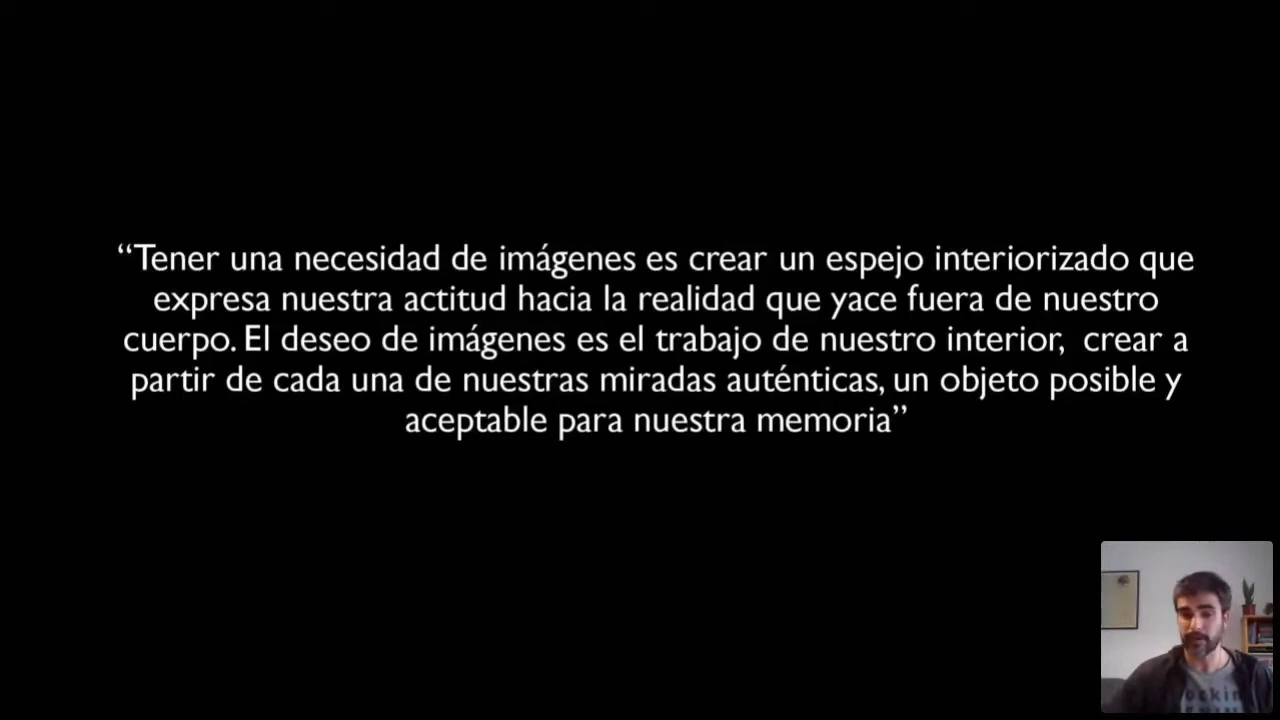 “Tener una necesidad de imágenes es crear un espejo interiorizado que
expresa nuestra actitud hacia la realidad que yace fuera de nuestro
cuerpo. El deseo de imágenes es el trabajo de nuestro interior, crear a
partir de cada una de nuestras miradas auténticas, un objeto posible y
aceptable para nuestra memoria”